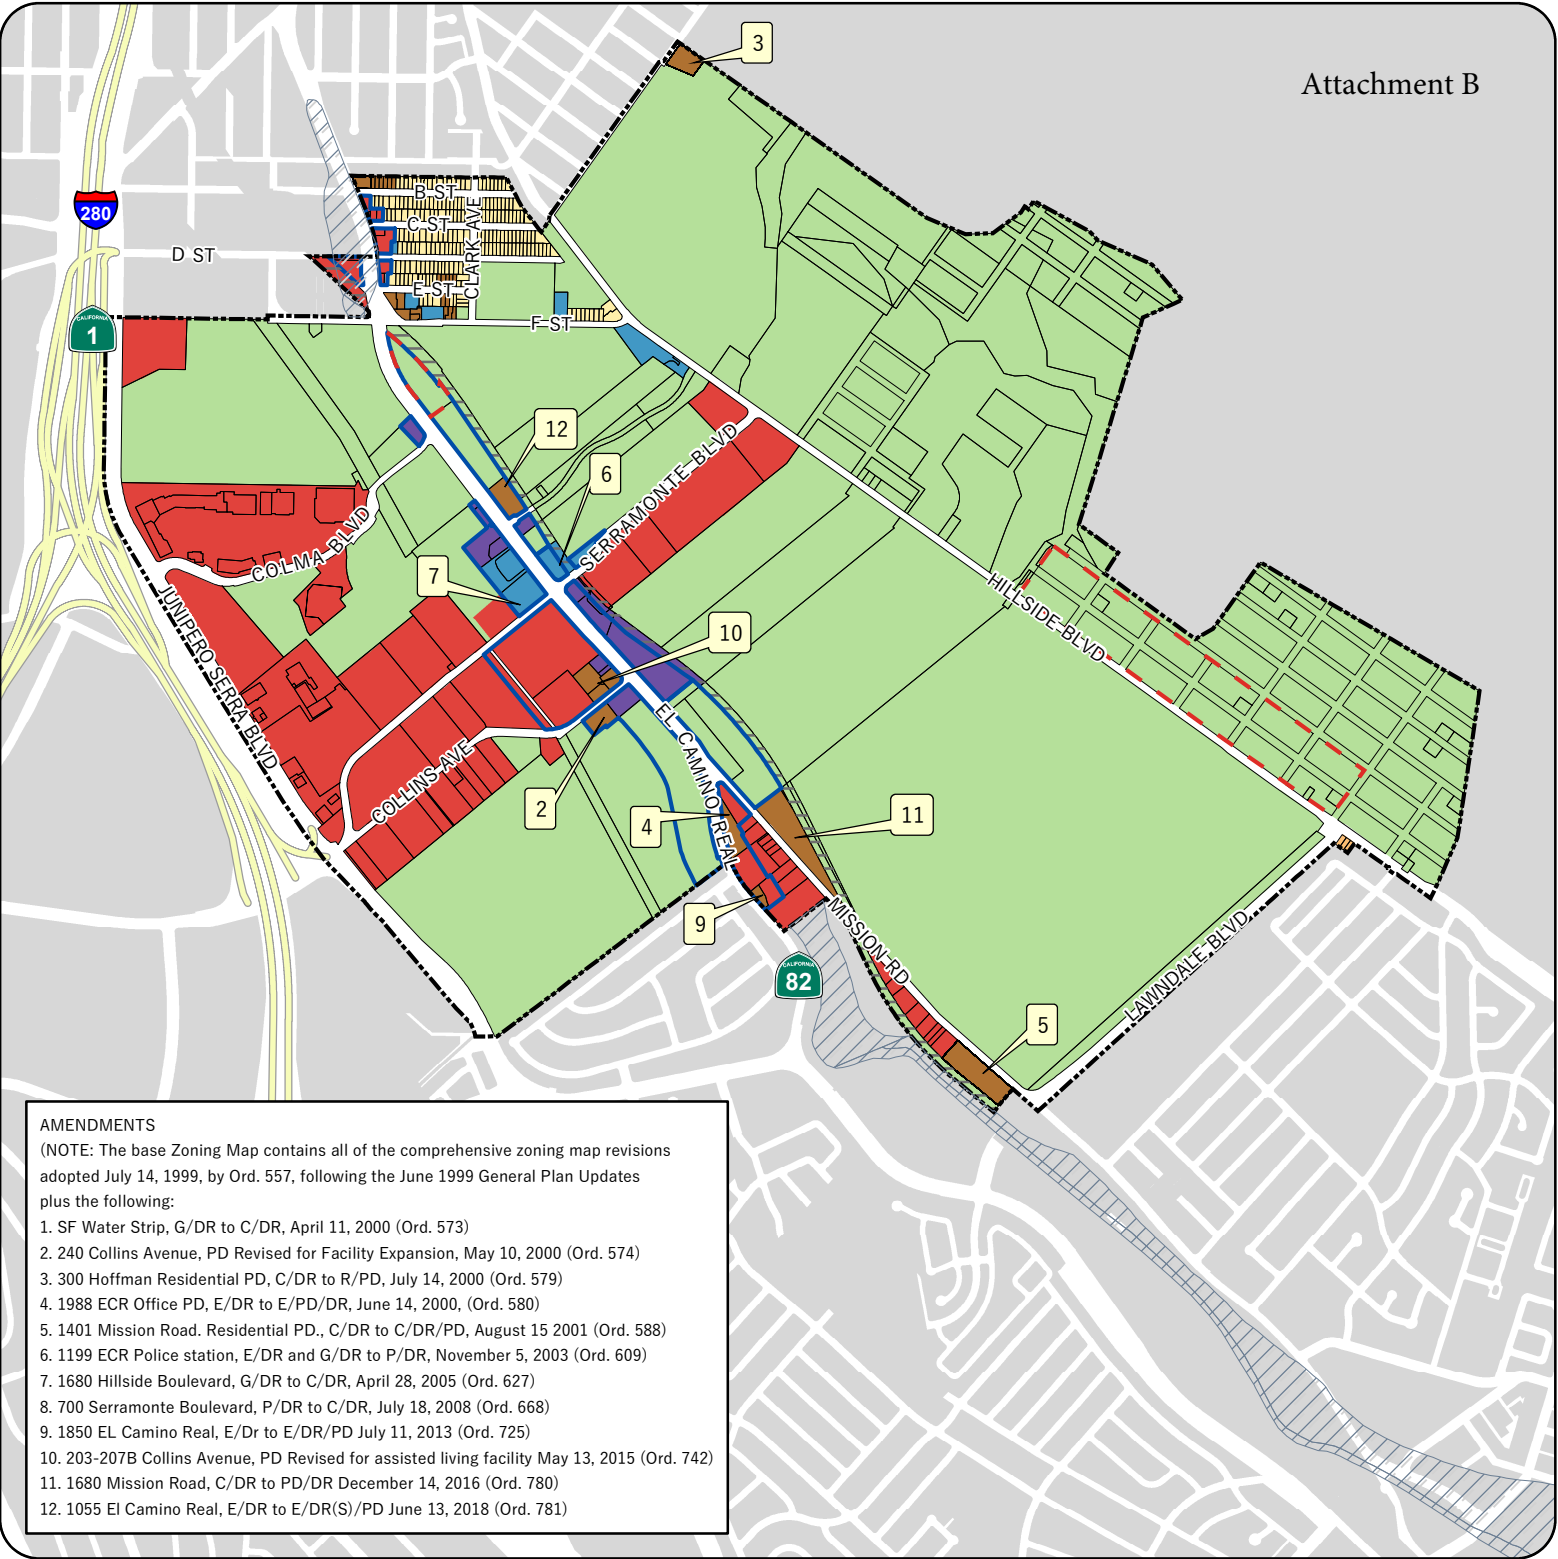 Attachment B
3
280
B ST
C ST
CLARK AVE
D ST
E ST
F ST
CALIFORNIA
1
12
6
SERRAMONTE BLVD
COLMA BLVD
7
HILLSIDE BLVD
JUNIPERO SERRA BLVD
10
EL CAMINO REAL
COLLINS AVE
2
4
11
9
MISSION RD
LAWNDALE BLVD
CALIFORNIA
82
5
AMENDMENTS
(NOTE: The base Zoning Map contains all of the comprehensive zoning map revisions
adopted July 14, 1999, by Ord. 557, following the June 1999 General Plan Updates
plus the following:
1. SF Water Strip, G/DR to C/DR, April 11, 2000 (Ord. 573)
2. 240 Collins Avenue, PD Revised for Facility Expansion, May 10, 2000 (Ord. 574)
3. 300 Hoffman Residential PD, C/DR to R/PD, July 14, 2000 (Ord. 579)
4. 1988 ECR Office PD, E/DR to E/PD/DR, June 14, 2000, (Ord. 580)
5. 1401 Mission Road. Residential PD., C/DR to C/DR/PD, August 15 2001 (Ord. 588)
6. 1199 ECR Police station, E/DR and G/DR to P/DR, November 5, 2003 (Ord. 609)
7. 1680 Hillside Boulevard, G/DR to C/DR, April 28, 2005 (Ord. 627)
8. 700 Serramonte Boulevard, P/DR to C/DR, July 18, 2008 (Ord. 668)
9. 1850 EL Camino Real, E/Dr to E/DR/PD July 11, 2013 (Ord. 725)
10. 203-207B Collins Avenue, PD Revised for assisted living facility May 13, 2015 (Ord. 742)
11. 1680 Mission Road, C/DR to PD/DR December 14, 2016 (Ord. 780)
12. 1055 El Camino Real, E/DR to E/DR(S)/PD June 13, 2018 (Ord. 781)